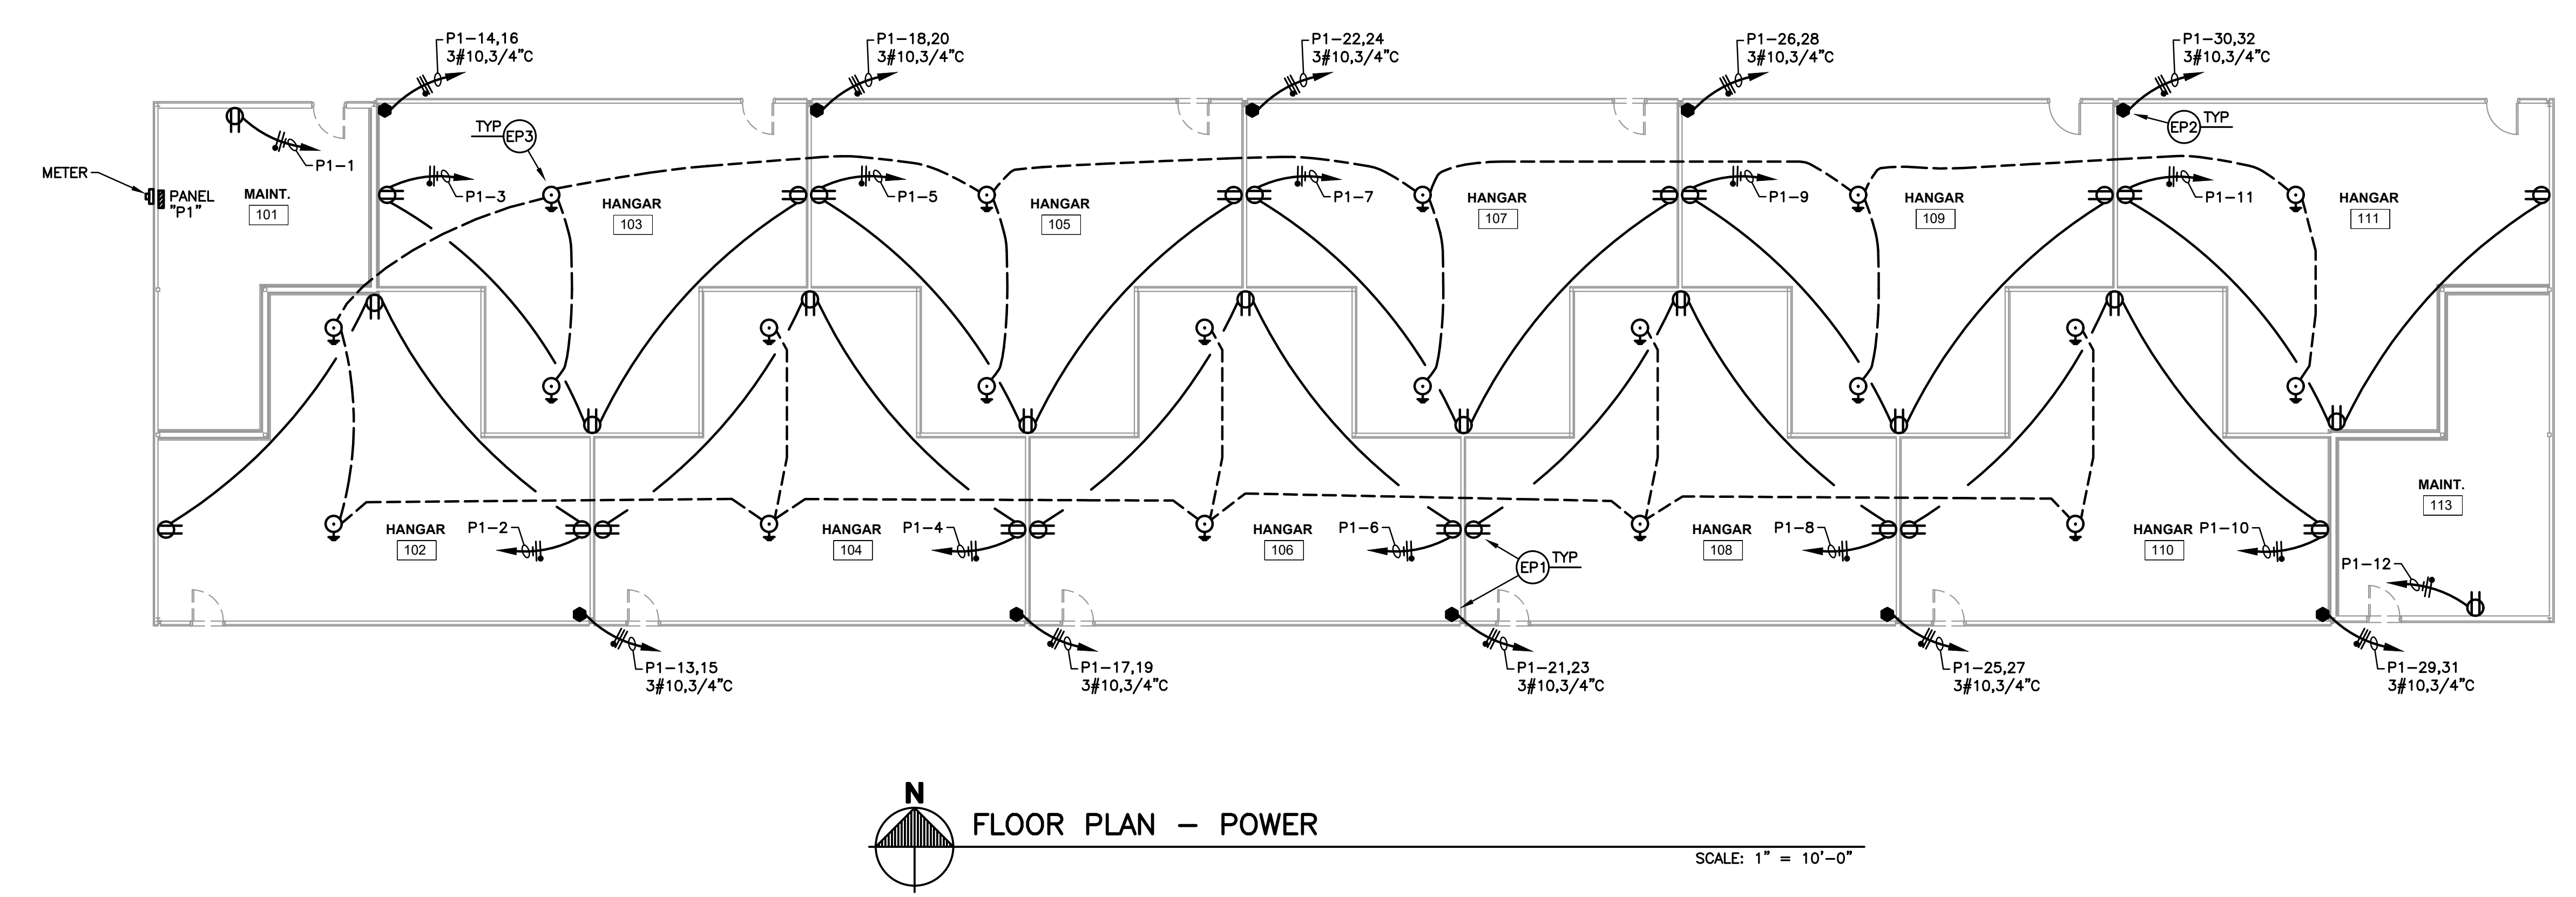 P1-14,16
3#10,3/4"C
P1-18,20
3#10,3/4"C
P1-22,24
3#10,3/4"C
P1-26,28
3#10,3/4"C
P1-30,32
3#10,3/4"C
TYP
EP3
EP2
TYP
P1-1
METER
PANEL
"P1"
MAINT.
101
P1-3
HANGAR
103
P1-5
HANGAR
105
P1-7
HANGAR
107
P1-9
HANGAR
109
P1-11
HANGAR
111
MAINT.
113
HANGAR
102
P1-2
HANGAR
104
P1-4
HANGAR
106
P1-6
HANGAR
108
P1-8
HANGAR
110
P1-10
EP1
TYP
P1-12
P1-13,15
3#10,3/4"C
P1-17,19
3#10,3/4"C
P1-21,23
3#10,3/4"C
P1-25,27
3#10,3/4"C
P1-29,31
3#10,3/4"C
N
FLOOR PLAN - POWER
SCALE: 1" = 10'-0"